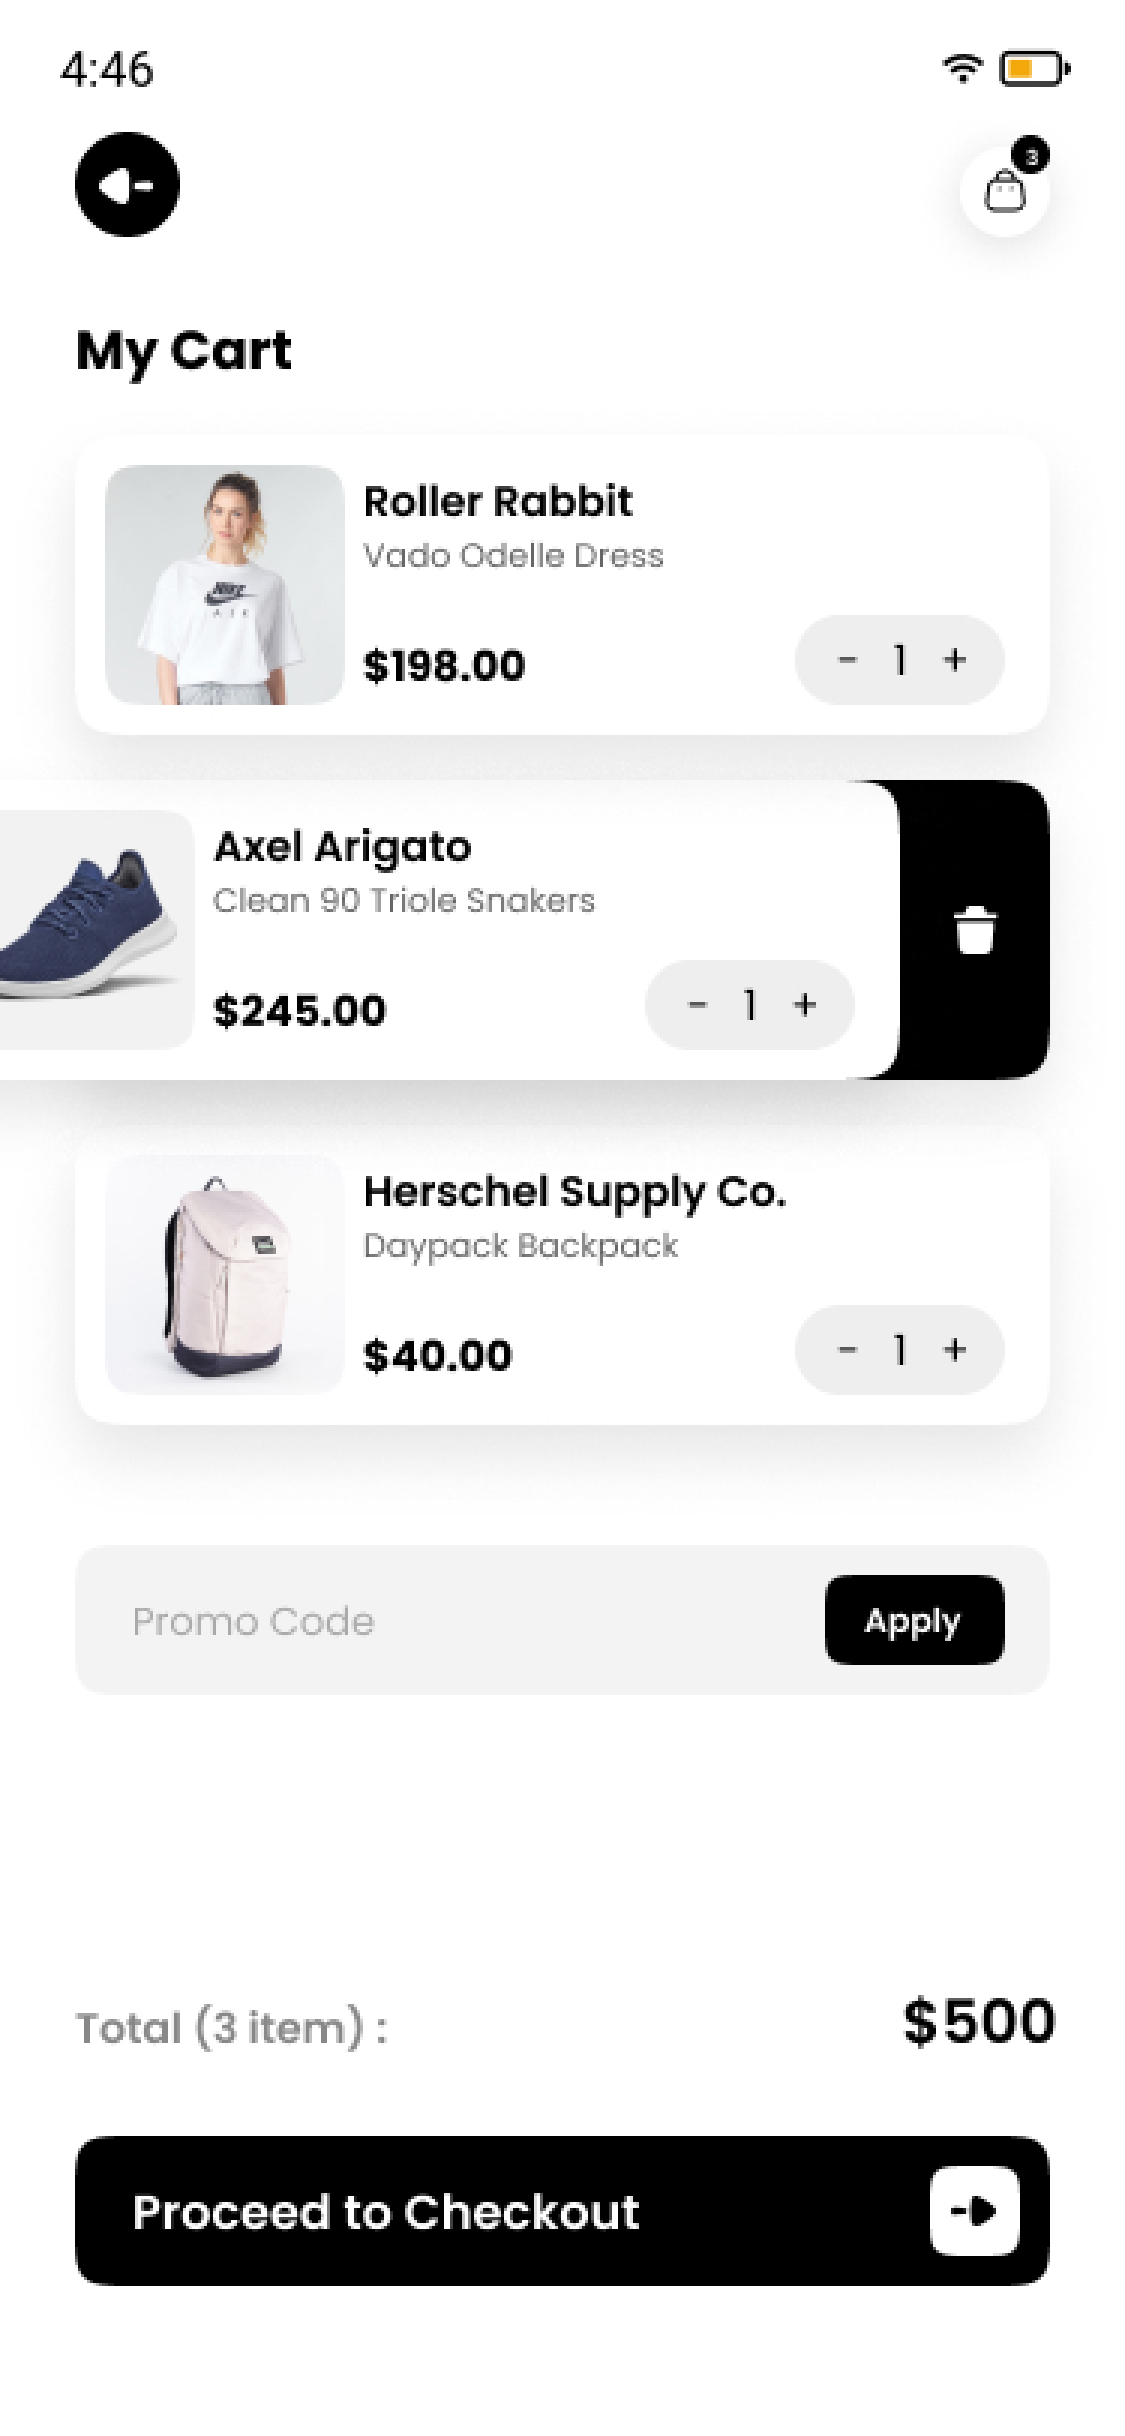 4:46
3
My Cart
Roller Rabbit
Vado Odelle Dress
NIKE
AIR
$198.00
- 1 +
Axel Arigato
Clean 90 Triole Snakers
$245.00
- 1 +
Herschel Supply Co.
Daypack Backpack
$40.00
- 1 +
Promo Code
Apply
Total (3 item) :
$500
Proceed to Checkout